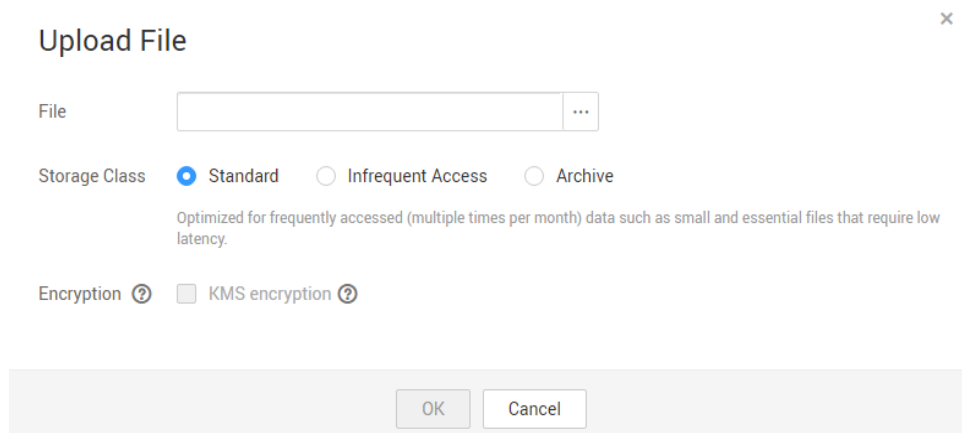 Upload File
File
...
Storage Class Standard Infrequent Access Archive
Optimized for frequently accessed (multiple times per month) data such as small and essential files that require low
latency.
Encryption ? KMS encryption ?
OK Cancel